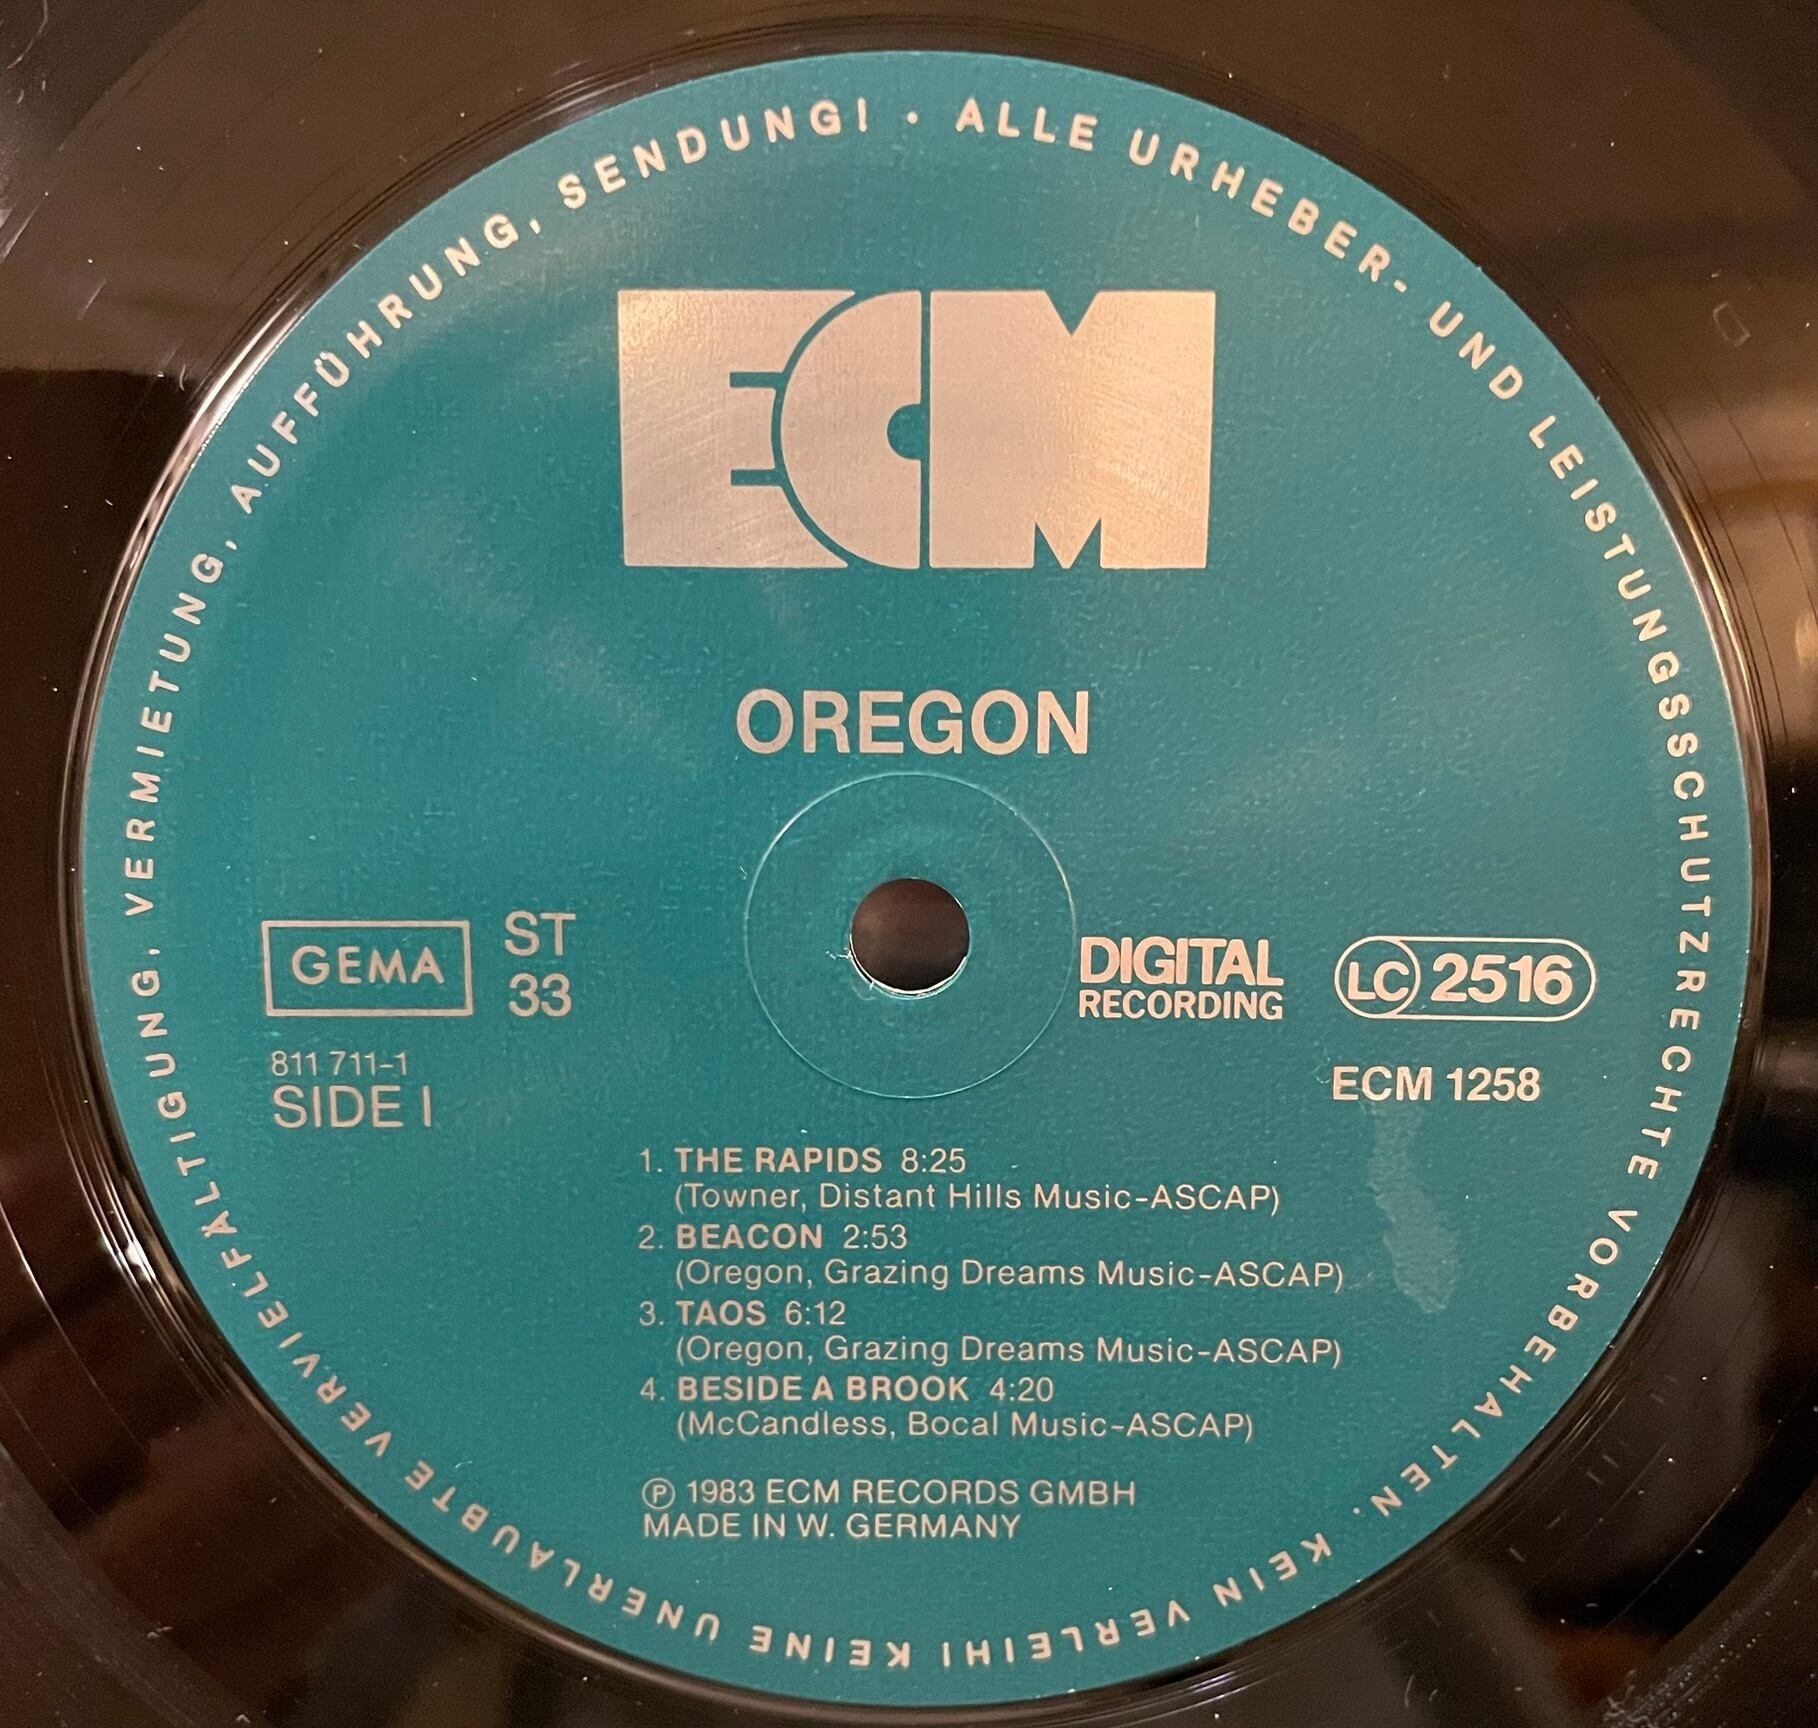 ALLE URHEBER- UND LEISTUNGSSCHUTZRECHTE VORBEHALTEN. KEIN VERLEIH! KEINE UNERLAUBTE VERVIELFÄLTIGUNG, VERMIETUNG, AUFFÜHRUNG, SENDUNG! ·
ECM
OREGON
GEMA
ST
33
811 711-1
SIDE I
DIGITAL
RECORDING
LC 2516
ECM 1258
1. THE RAPIDS 8:25
(Towner, Distant Hills Music-ASCAP)
2. BEACON 2:53
(Oregon, Grazing Dreams Music-ASCAP)
3. TAOS 6:12
(Oregon, Grazing Dreams Music-ASCAP)
4. BESIDE A BROOK 4:20
(McCandless, Bocal Music-ASCAP)
℗ 1983 ECM RECORDS GMBH
MADE IN W. GERMANY